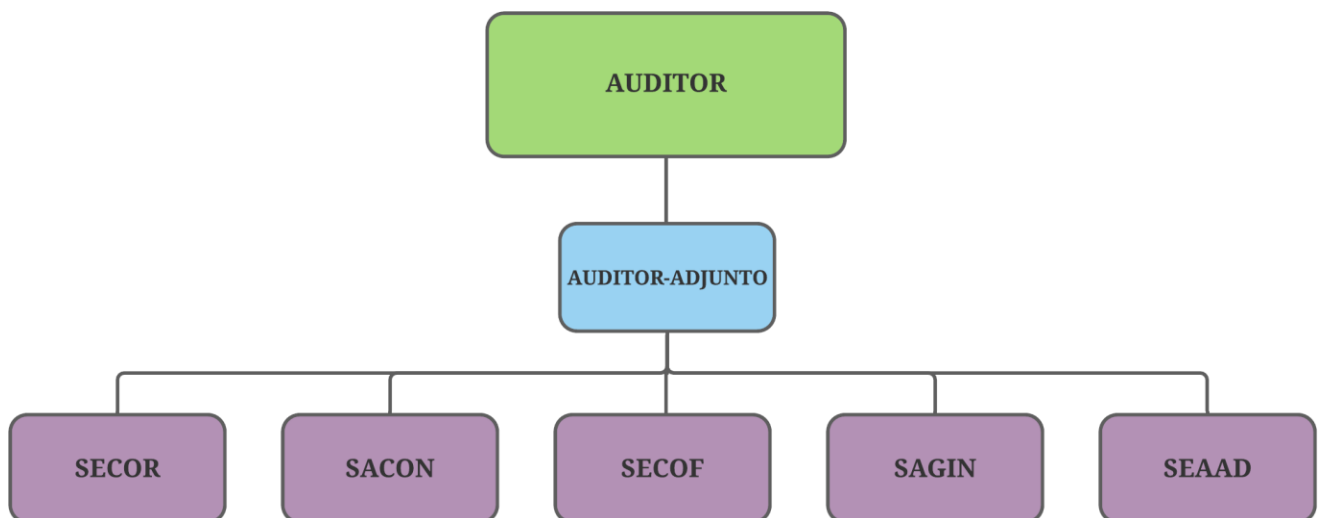 AUDITOR
AUDITOR-ADJUNTO
SECOR
SACON
SECOF
SAGIN
SEAAD